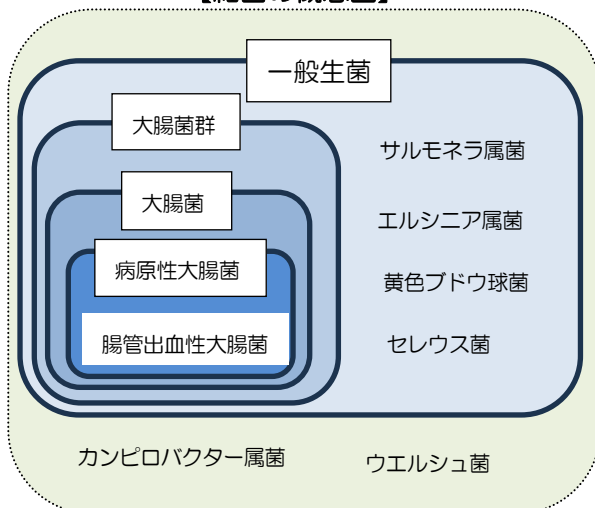 一般生菌
大腸菌群
サルモネラ属菌
大腸菌
エルシニア属菌
病原性大腸菌
黄色ブドウ球菌
腸管出血性大腸菌
セレウス菌
カンピロバクター属菌
ウエルシュ菌